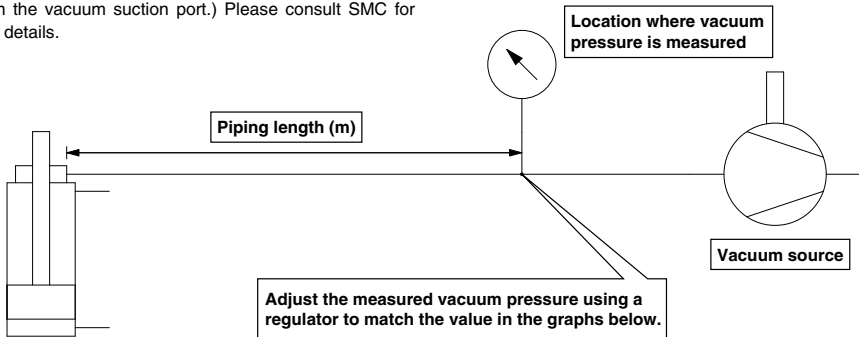 the vacuum suction port.) Please consult SMC for
details.
Location where vacuum
pressure is measured
Piping length (m)
Vacuum source
Adjust the measured vacuum pressure using a
regulator to match the value in the graphs below.